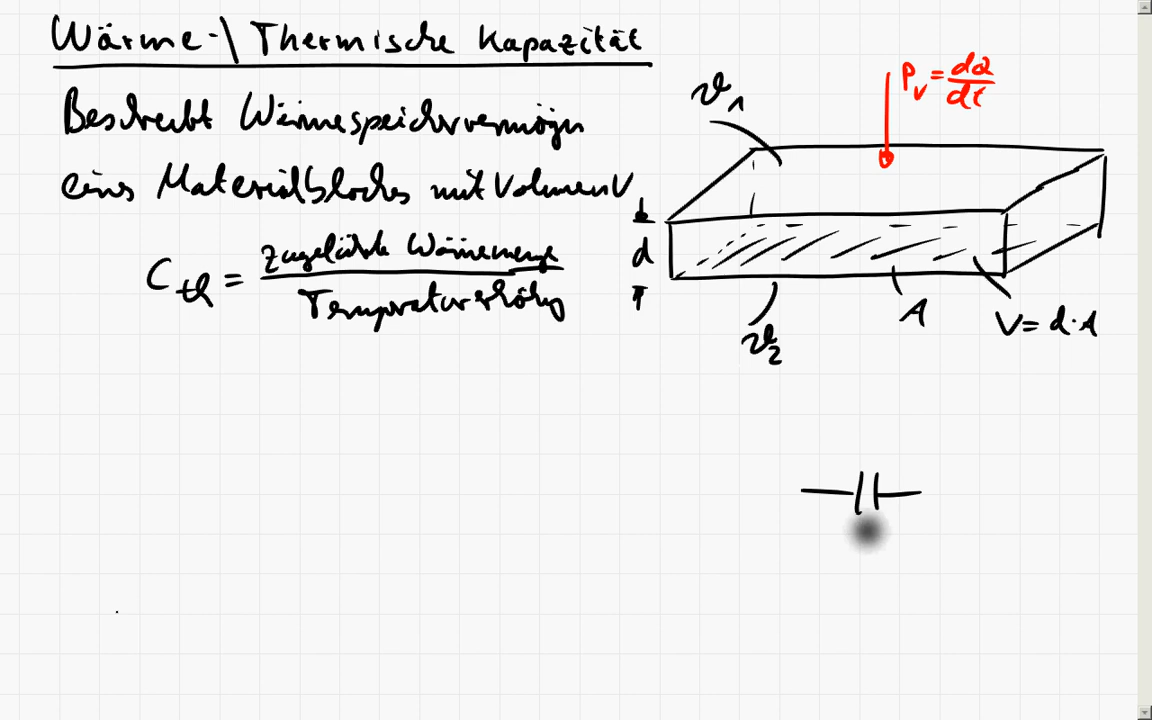 Wärme-\ Thermische Kapazität
Beschreibt Wärmespeichervermögen
eines Materialblockes mit Volumen V
C_th = zugeführte Wärmemenge / Temperaturerhöhung
ϑ_1
P_v = dQ/dt
d
A
V = d·A
ϑ_2